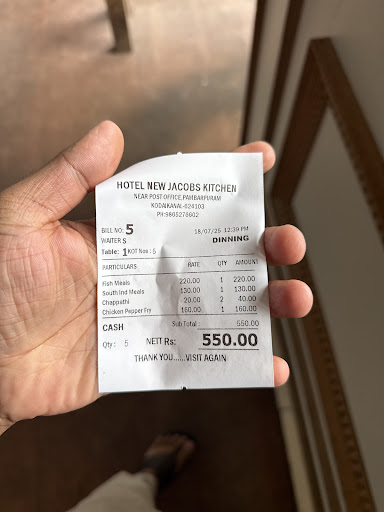 HOTEL NEW JACOBS KITCHEN
NEAR POST OFFICE,PAMBARPURAM
KODAIKANAL-624103
PH:9865276602
BILL NO: 5 18/07/25 12:39 PM
WAITER S DINNING
Table: 1 KOT Nos : 5
PARTICULARS RATE QTY AMOUNT
Fish Meals 220.00 1 220.00
South Ind Meals 130.00 1 130.00
Chappathi 20.00 2 40.00
Chicken Pepper Fry 160.00 1 160.00
CASH Sub Total : 550.00
Qty : 5 NETT Rs: 550.00
THANK YOU......VISIT AGAIN